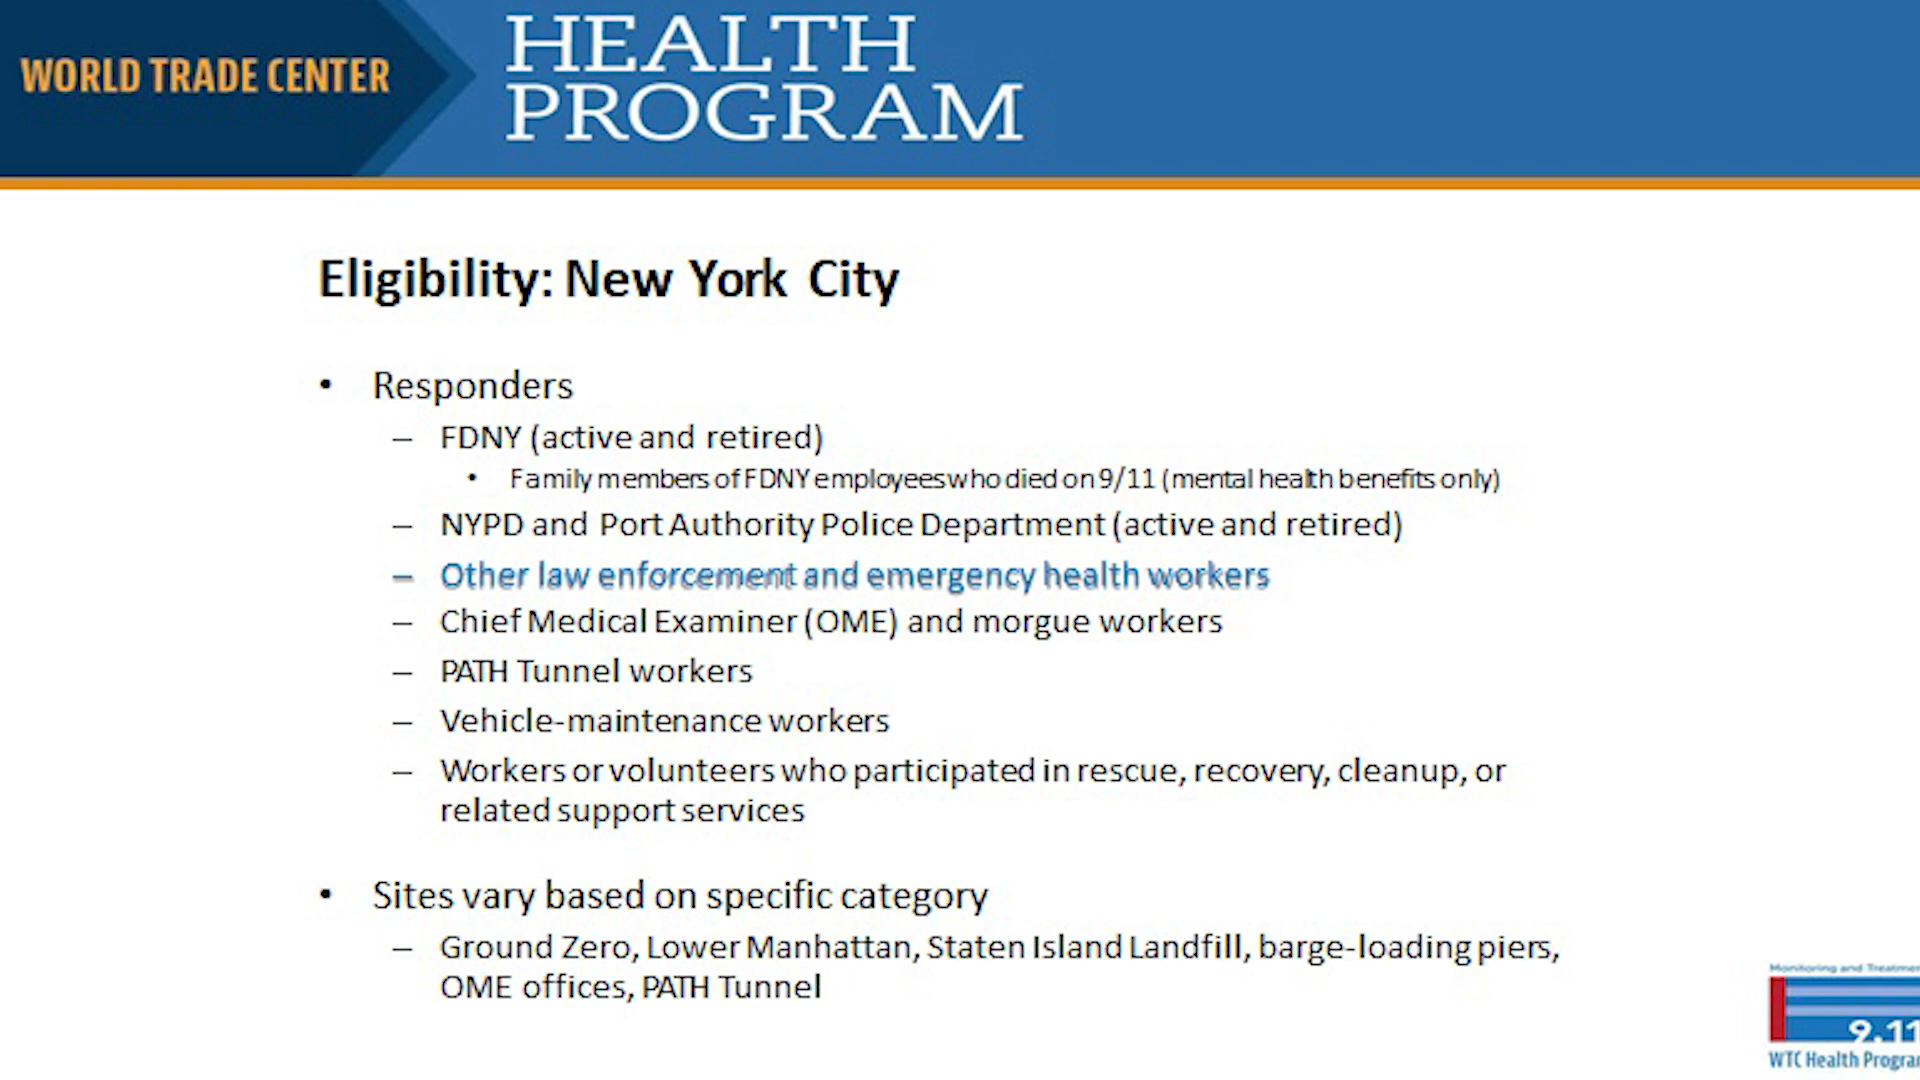 WORLD TRADE CENTER
HEALTH
PROGRAM
Eligibility: New York City
• Responders
– FDNY (active and retired)
• Family members of FDNY employees who died on 9/11 (mental health benefits only)
– NYPD and Port Authority Police Department (active and retired)
– Other law enforcement and emergency health workers
– Chief Medical Examiner (OME) and morgue workers
– PATH Tunnel workers
– Vehicle-maintenance workers
– Workers or volunteers who participated in rescue, recovery, cleanup, or
related support services
• Sites vary based on specific category
– Ground Zero, Lower Manhattan, Staten Island Landfill, barge-loading piers,
OME offices, PATH Tunnel
Monitoring and Treatmen
9.11
WTC Health Program